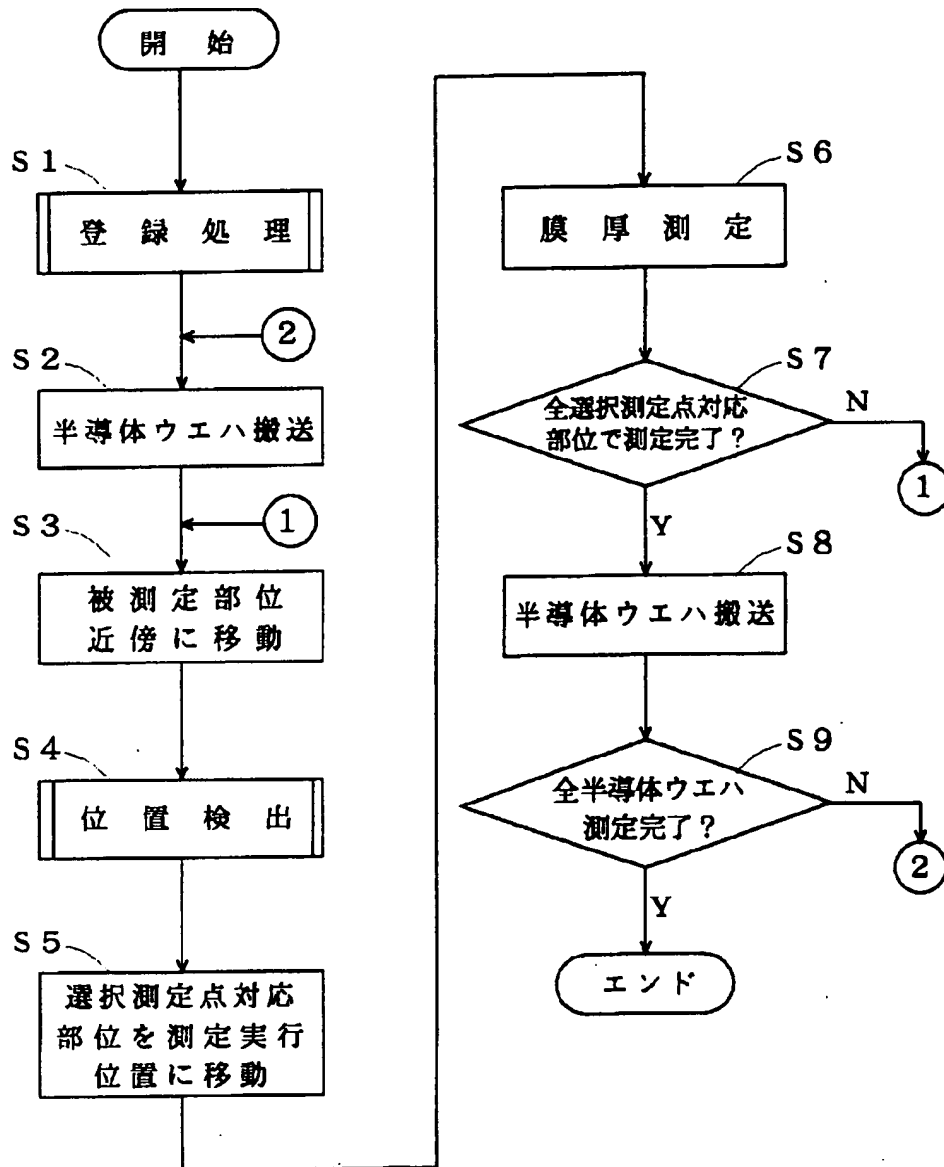 開始
S1
登録処理
②
S2
半導体ウエハ搬送
①
S3
被測定部位
近傍に移動
S4
位置検出
S5
選択測定点対応
部位を測定実行
位置に移動
S6
膜厚測定
S7
全選択測定点対応
部位で測定完了?
N
①
Y
S8
半導体ウエハ搬送
S9
全半導体ウエハ
測定完了?
N
②
Y
エンド